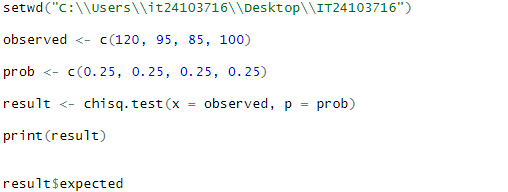 setwd("C:\\Users\\it24103716\\Desktop\\IT24103716")
observed <- c(120, 95, 85, 100)
prob <- c(0.25, 0.25, 0.25, 0.25)
result <- chisq.test(x = observed, p = prob)
print(result)
result$expected